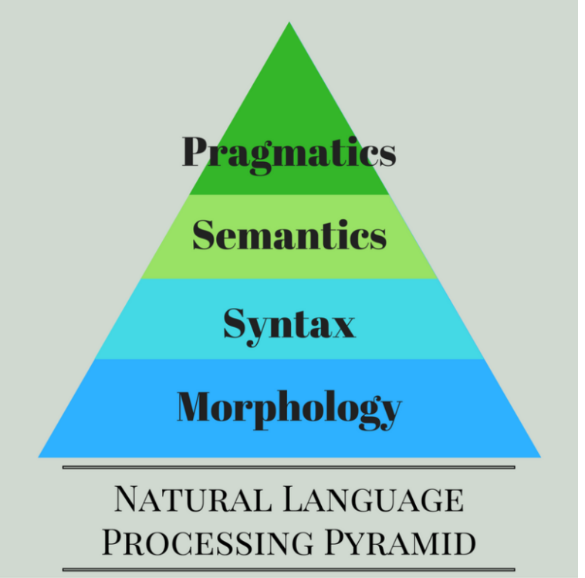 Pragmatics
Semantics
Syntax
Morphology
Natural Language
Processing Pyramid